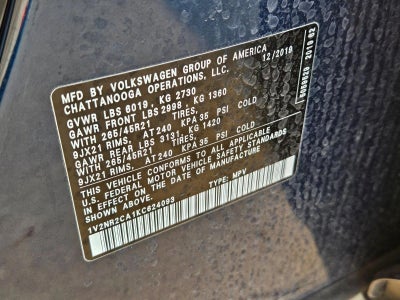 MFD BY VOLKSWAGEN GROUP OF AMERICA
CHATTANOOGA OPERATIONS, LLC. 12/2018
GVWR LBS 6019, KG 2730
GAWR FRONT LBS 2998, KG 1360
WITH 265/45R21 TIRES,
9JX21 RIMS, AT 240 KPA 35 PSI COLD
GAWR REAR LBS 3131, KG 1420
WITH 265/45R21 TIRES,
9JX21 RIMS, AT 240 KPA 35 PSI COLD
THIS VEHICLE CONFORMS TO ALL APPLICABLE
U.S. FEDERAL MOTOR VEHICLE SAFETY STANDARDS
IN EFFECT ON THE DATE OF MANUFACTURE
SHOWN ABOVE.
1V2NR2CA1KC624093 TYPE: MPV